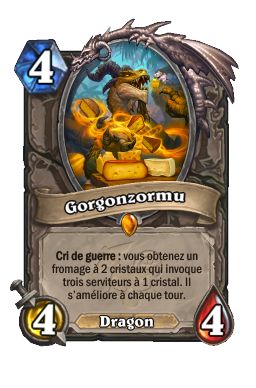 4
Gorgonzormu
Cri de guerre : vous obtenez un
fromage à 2 cristaux qui invoque
trois serviteurs à 1 cristal. Il
s'améliore à chaque tour.
4
Dragon
4